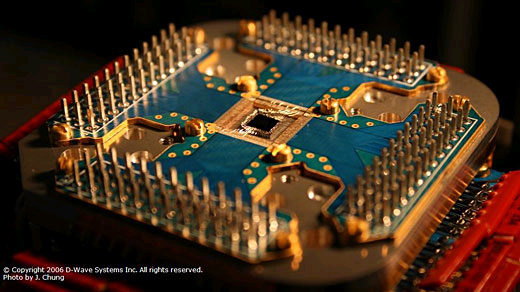 © Copyright 2006 D-Wave Systems Inc. All rights reserved.
Photo by J. Chung